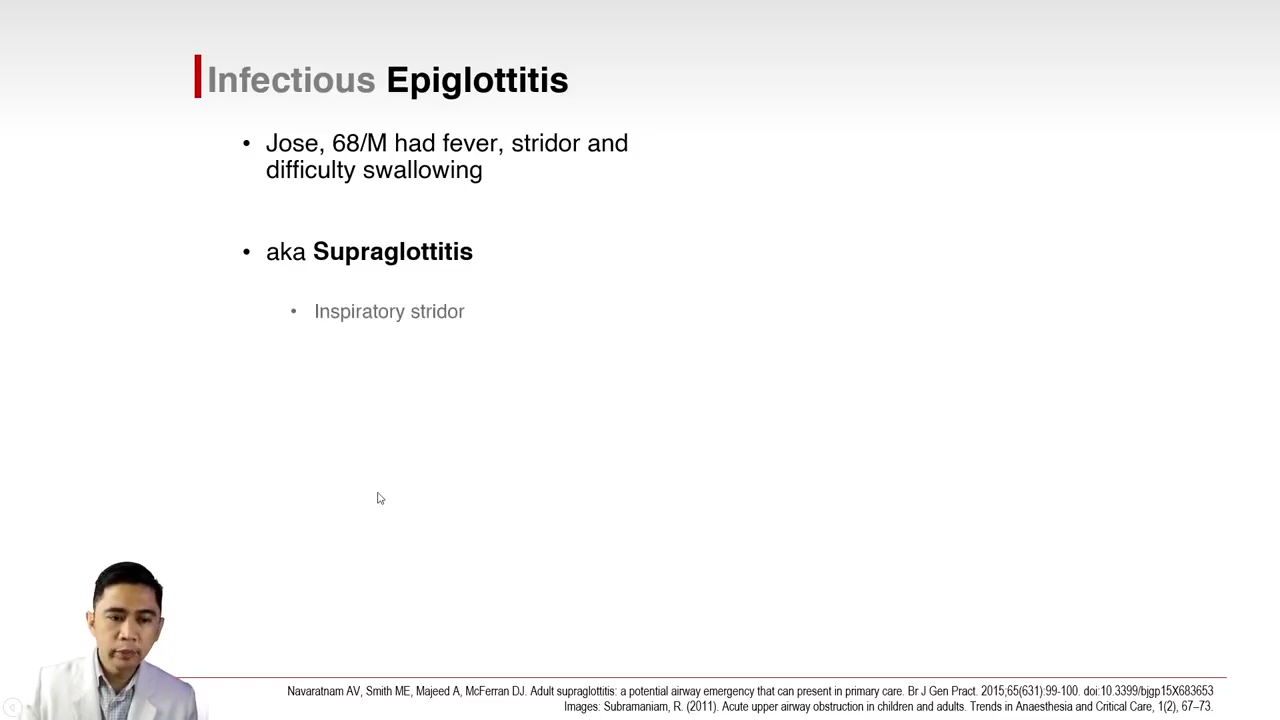 Infectious Epiglottitis
• Jose, 68/M had fever, stridor and
difficulty swallowing
• aka Supraglottitis
• Inspiratory stridor
Navaratnam AV, Smith ME, Majeed A, McFerran DJ. Adult supraglottitis: a potential airway emergency that can present in primary care. Br J Gen Pract. 2015;65(631):99-100. doi:10.3399/bjgp15X683653
Images: Subramaniam, R. (2011). Acute upper airway obstruction in children and adults. Trends in Anaesthesia and Critical Care, 1(2), 67–73.